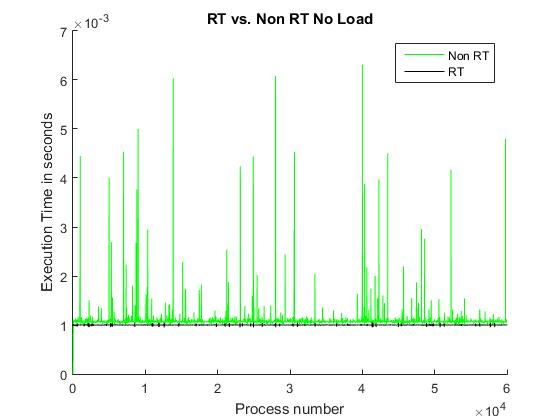 RT vs. Non RT No Load
×10⁻³
7
6
5
4
3
2
1
0
Execution Time in seconds
Non RT
RT
0 1 2 3 4 5 6
×10⁴
Process number